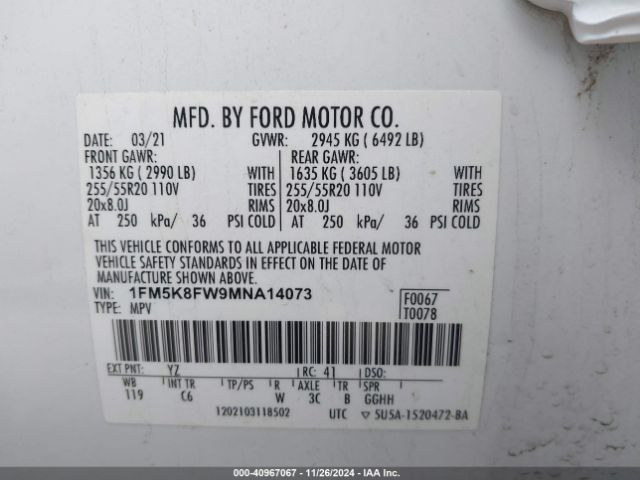 MFD. BY FORD MOTOR CO.
DATE: 03/21 GVWR: 2945 KG ( 6492 LB)
FRONT GAWR: REAR GAWR:
1356 KG ( 2990 LB) WITH 1635 KG ( 3605 LB) WITH
255/55R20 110V TIRES 255/55R20 110V TIRES
20x8.0J RIMS 20x8.0J RIMS
AT 250 kPa/ 36 PSI COLD AT 250 kPa/ 36 PSI COLD
THIS VEHICLE CONFORMS TO ALL APPLICABLE FEDERAL MOTOR
VEHICLE SAFETY STANDARDS IN EFFECT ON THE DATE OF
MANUFACTURE SHOWN ABOVE.
VIN: 1FM5K8FW9MNA14073 F0067
TYPE: MPV T0078
EXT PNT: YZ RC: 41 DSO:
WB INT TR TP/PS R AXLE TR SPR
119 C6 W 3C B GGHH
1202103118502 UTC ▽ SU5A-1520472-BA
000-40967067 - 11/26/2024 - IAAI.COM